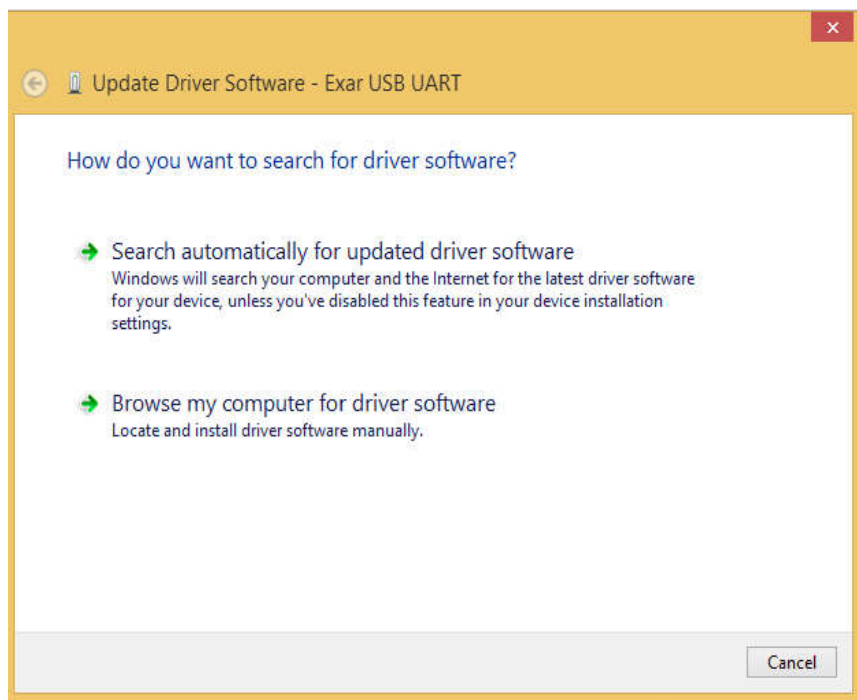 Update Driver Software - Exar USB UART
How do you want to search for driver software?
Search automatically for updated driver software
Windows will search your computer and the Internet for the latest driver software
for your device, unless you've disabled this feature in your device installation
settings.
Browse my computer for driver software
Locate and install driver software manually.
Cancel